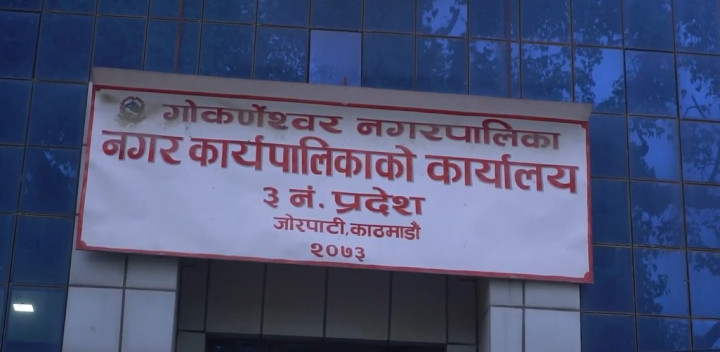 गोकर्णेश्वर नगरपालिका
नगर कार्यपालिकाको कार्यालय
३ नं. प्रदेश
जोरपाटी,काठमाडौं
२०७३